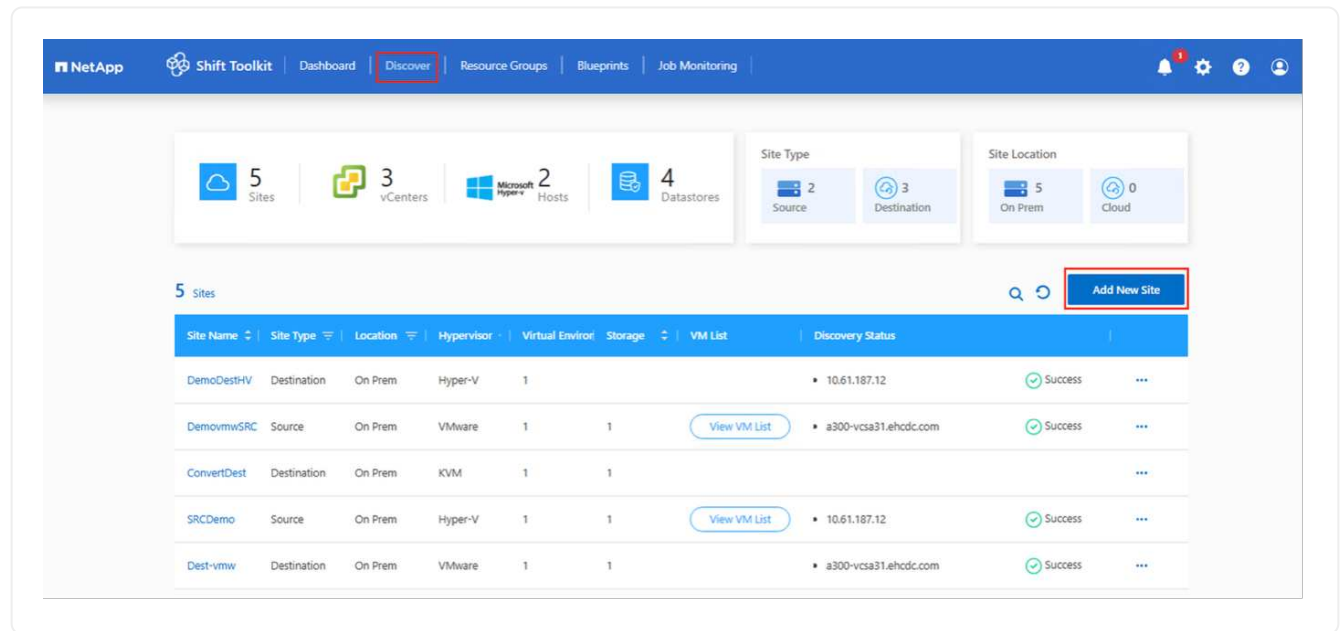 NetApp Shift Toolkit Dashboard Discover Resource Groups Blueprints Job Monitoring 1 ?
5 Sites
3 vCenters
Microsoft Hyper-v
2 Hosts
4 Datastores
Site Type
2 Source
3 Destination
Site Location
5 On Prem
0 Cloud
5 Sites
Add New Site
Site Name Site Type Location Hypervisor Virtual Environ Storage VM List Discovery Status
DemoDestHV Destination On Prem Hyper-V 1 • 10.61.187.12 Success ...
DemovmwSRC Source On Prem VMware 1 1 View VM List • a300-vcsa31.ehcdc.com Success ...
ConvertDest Destination On Prem KVM 1 1 ...
SRCDemo Source On Prem Hyper-V 1 1 View VM List • 10.61.187.12 Success ...
Dest-vmw Destination On Prem VMware 1 1 • a300-vcsa31.ehcdc.com Success ...